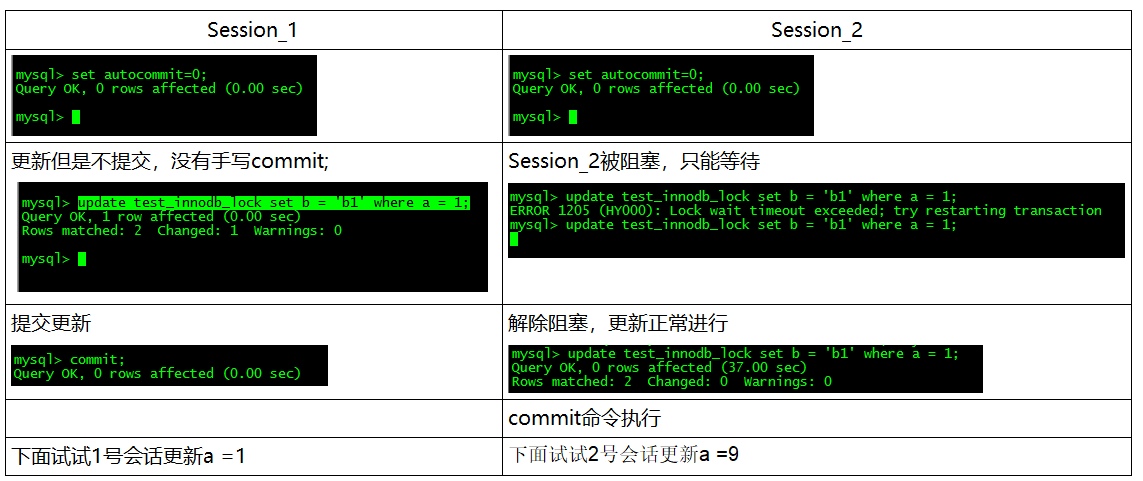 Session_1
Session_2
mysql> set autocommit=0;
Query OK, 0 rows affected (0.00 sec)
mysql>
mysql> set autocommit=0;
Query OK, 0 rows affected (0.00 sec)
mysql>
更新但是不提交，没有手写commit;
mysql> update test_innodb_lock set b = 'b1' where a = 1;
Query OK, 1 row affected (0.00 sec)
Rows matched: 2  Changed: 1  Warnings: 0
mysql>
Session_2被阻塞，只能等待
mysql> update test_innodb_lock set b = 'b1' where a = 1;
ERROR 1205 (HY000): Lock wait timeout exceeded; try restarting transaction
mysql> update test_innodb_lock set b = 'b1' where a = 1;
提交更新
mysql> commit;
Query OK, 0 rows affected (0.00 sec)
解除阻塞，更新正常进行
mysql> update test_innodb_lock set b = 'b1' where a = 1;
Query OK, 0 rows affected (37.00 sec)
Rows matched: 2  Changed: 0  Warnings: 0
commit命令执行
下面试试1号会话更新a =1
下面试试2号会话更新a =9